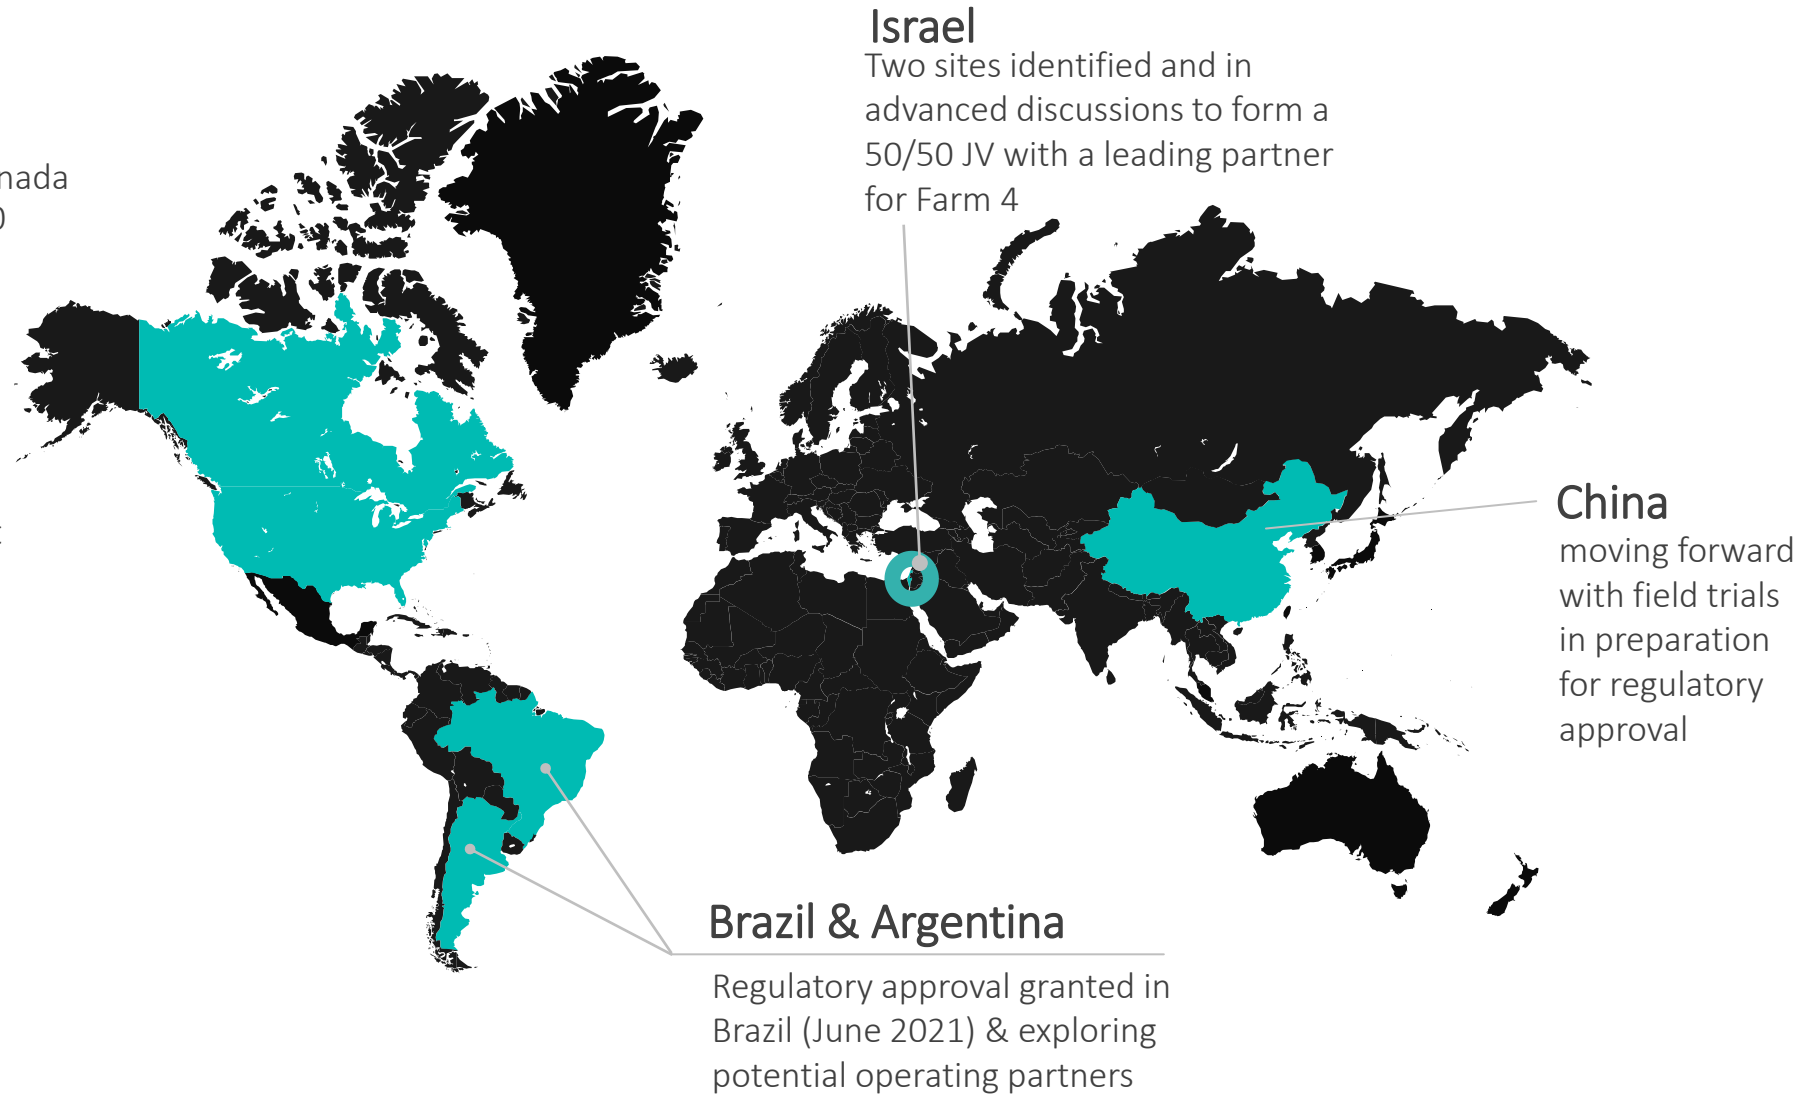 Israel
Two sites identified and in
advanced discussions to form a
50/50 JV with a leading partner
for Farm 4
nada
0
China
moving forward
with field trials
in preparation
for regulatory
approval
Brazil & Argentina
Regulatory approval granted in
Brazil (June 2021) & exploring
potential operating partners